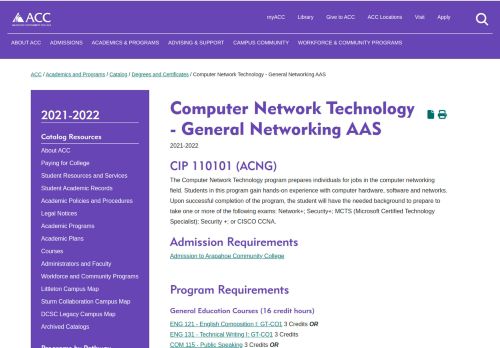 ACC
ARAPAHOE COMMUNITY COLLEGE
myACC Library Give to ACC ACC Locations Visit Apply
ABOUT ACC ADMISSIONS ACADEMICS & PROGRAMS ADVISING & SUPPORT CAMPUS COMMUNITY WORKFORCE & COMMUNITY PROGRAMS
ACC / Academics and Programs / Catalog / Degrees and Certificates / Computer Network Technology - General Networking AAS
2021-2022
Catalog Resources
About ACC
Paying for College
Student Resources and Services
Student Academic Records
Academic Policies and Procedures
Legal Notices
Academic Programs
Academic Plans
Courses
Administrators and Faculty
Workforce and Community Programs
Littleton Campus Map
Sturm Collaboration Campus Map
DCSC Legacy Campus Map
Archived Catalogs
Programs by Pathway
Computer Network Technology
- General Networking AAS
2021-2022
CIP 110101 (ACNG)
The Computer Network Technology program prepares individuals for jobs in the computer networking
field. Students in this program gain hands-on experience with computer hardware, software and networks.
Upon successful completion of the program, the student will have the needed background to prepare to
take one or more of the following exams: Network+; Security+; MCTS (Microsoft Certified Technology
Specialist); Security +; or CISCO CCNA.
Admission Requirements
Admission to Arapahoe Community College
Program Requirements
General Education Courses (16 credit hours)
ENG 121 - English Composition I: GT-CO1 3 Credits OR
ENG 131 - Technical Writing I: GT-CO1 3 Credits
COM 115 - Public Speaking 3 Credits OR